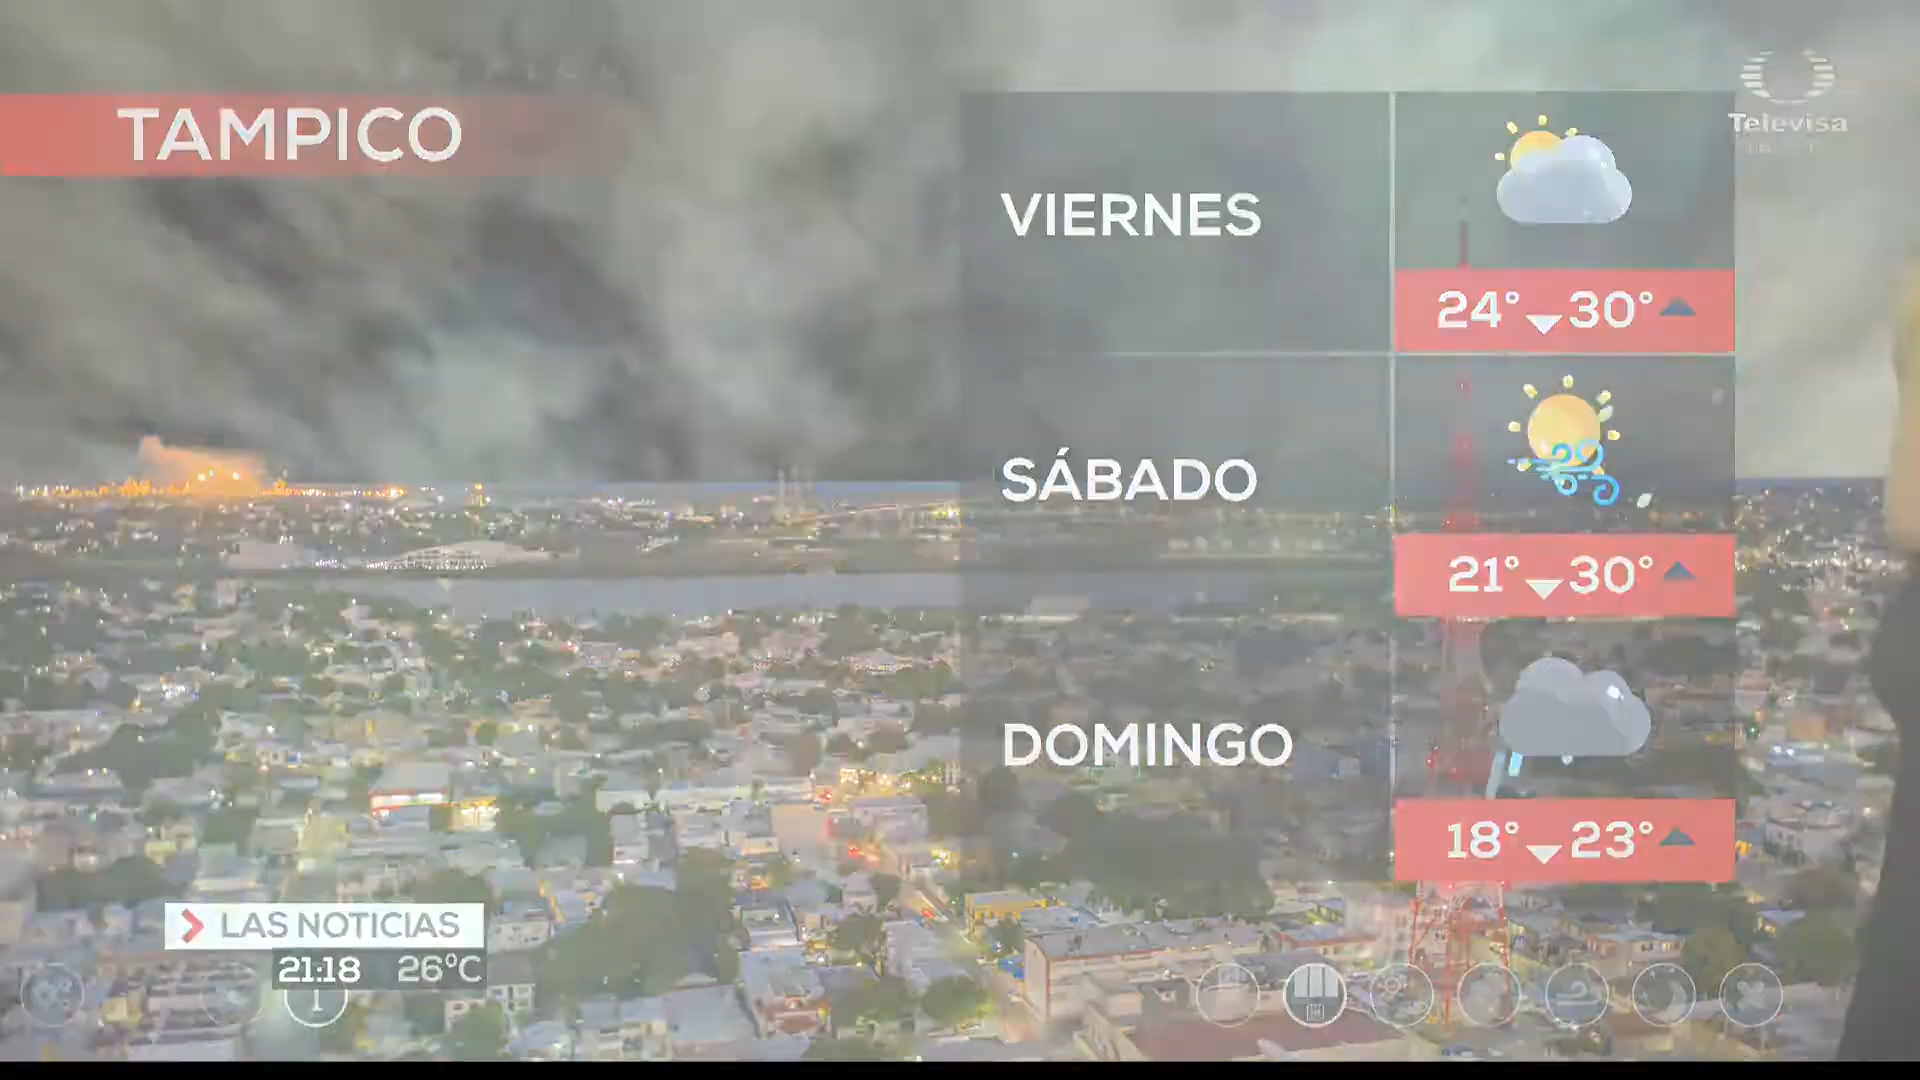 TAMPICO
Televisa
VIERNES
24° 30°
SÁBADO
21° 30°
DOMINGO
18° 23°
LAS NOTICIAS
21:18 26°C